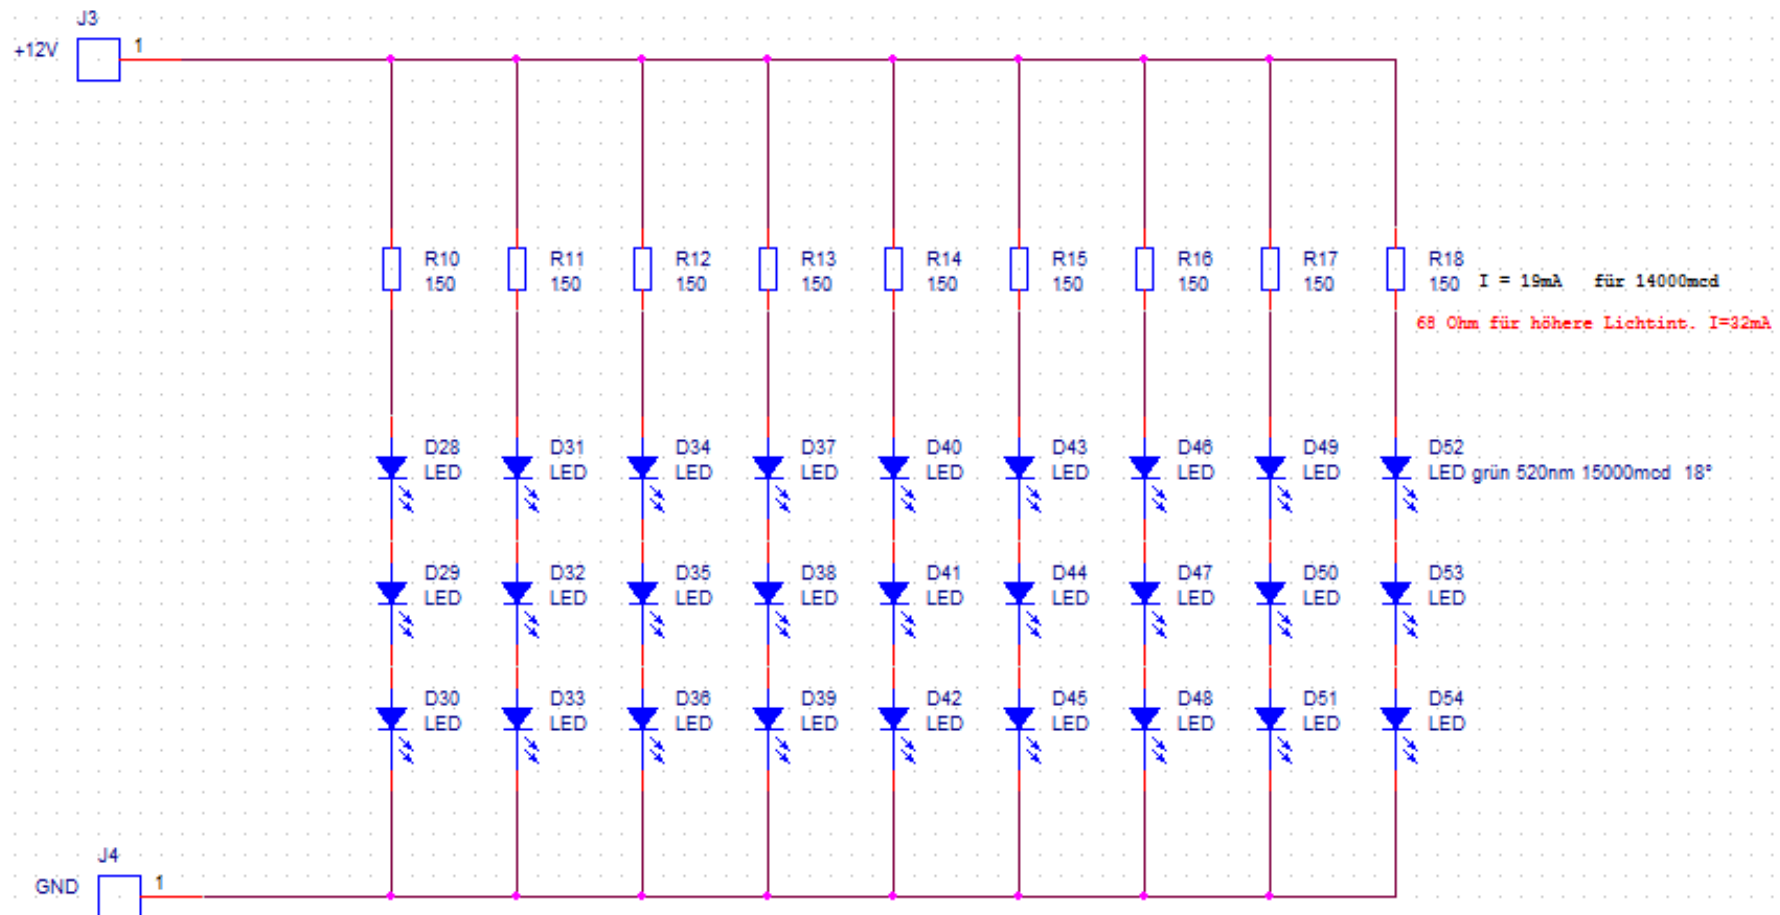 J3
+12V
1
R10
150
R11
150
R12
150
R13
150
R14
150
R15
150
R16
150
R17
150
R18
150
I = 19mA für 14000mcd
68 Ohm für höhere Lichtint. I=32mA
D28
LED
D31
LED
D34
LED
D37
LED
D40
LED
D43
LED
D46
LED
D49
LED
D52
LED grün 520nm 15000mcd 18°
D29
LED
D32
LED
D35
LED
D38
LED
D41
LED
D44
LED
D47
LED
D50
LED
D53
LED
D30
LED
D33
LED
D36
LED
D39
LED
D42
LED
D45
LED
D48
LED
D51
LED
D54
LED
J4
GND
1